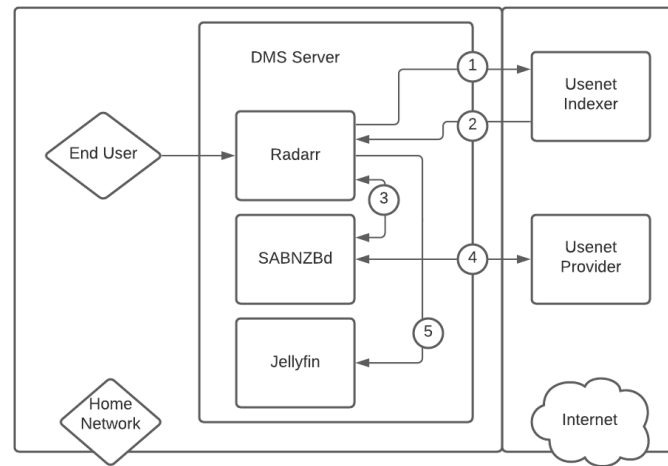 DMS Server
1
Usenet
Indexer
2
End User
Radarr
3
SABNZBd
4
Usenet
Provider
5
Jellyfin
Home
Network
Internet